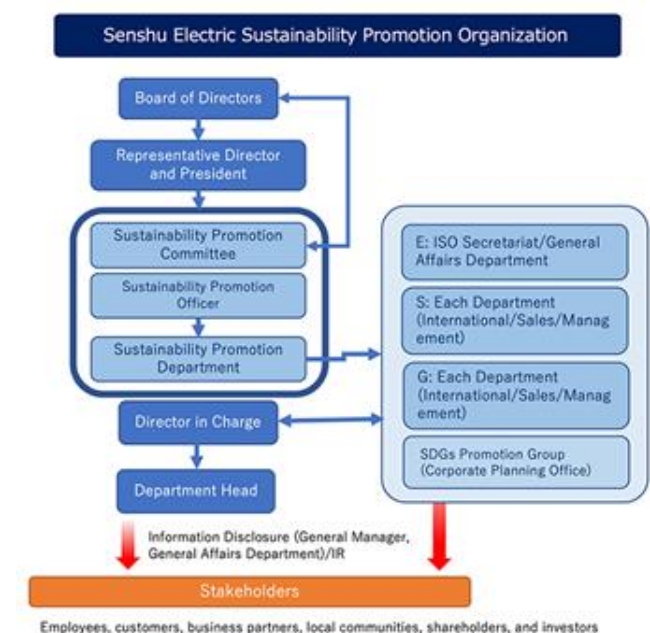 Senshu Electric Sustainability Promotion Organization
Board of Directors
Representative Director
and President
Sustainability Promotion
Committee
Sustainability Promotion
Officer
Sustainability Promotion
Department
Director in Charge
Department Head
E: ISO Secretariat/General
Affairs Department
S: Each Department
(International/Sales/Manag
ement)
G: Each Department
(International/Sales/Manag
ement)
SDGs Promotion Group
(Corporate Planning Office)
Information Disclosure (General Manager,
General Affairs Department)/IR
Stakeholders
Employees, customers, business partners, local communities, shareholders, and investors